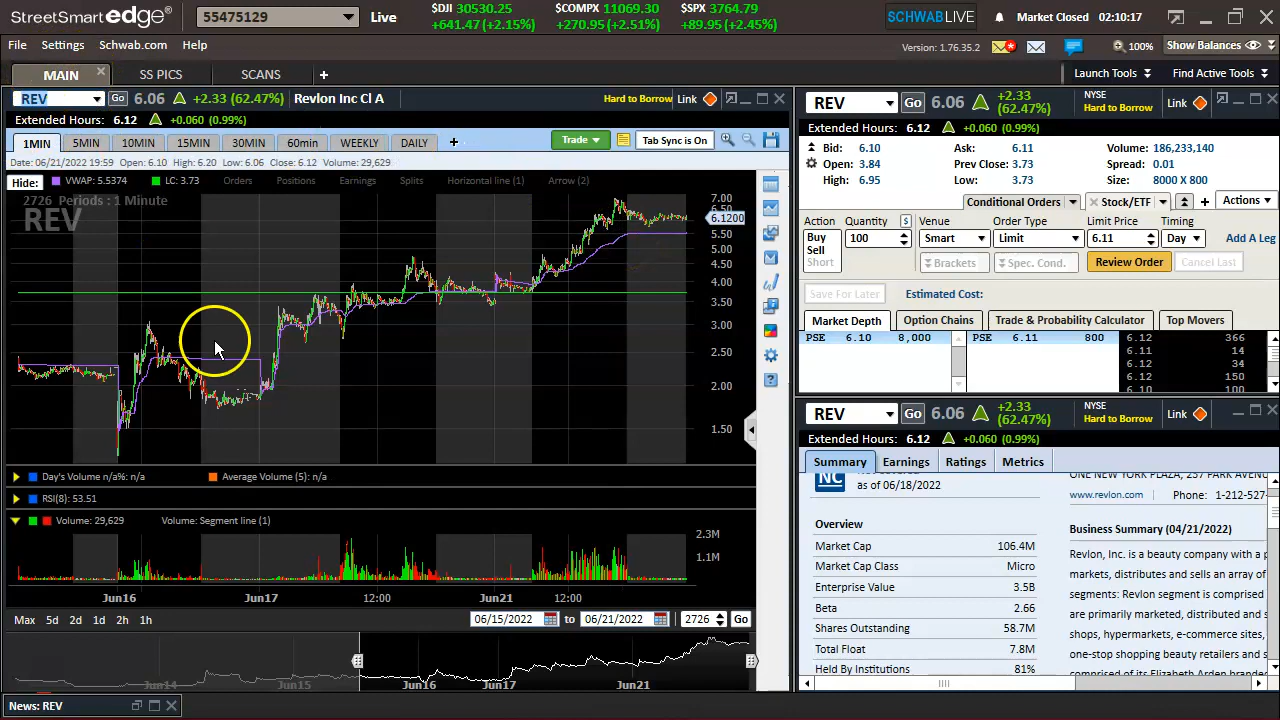 StreetSmart edge®
55475129
Live
$DJI 30530.25
+641.47 (+2.15%)
$COMPX 11069.30
+270.95 (+2.51%)
$SPX 3764.79
+89.95 (+2.45%)
SCHWABLIVE
Market Closed
02:10:17
File Settings Schwab.com Help
Version: 1.76.35.2
100%
Show Balances
MAIN SS PICS SCANS +
Launch Tools Find Active Tools
REV Go 6.06 +2.33 (62.47%) Revlon Inc Cl A Hard to Borrow Link
Extended Hours: 6.12 +0.060 (0.99%)
1MIN 5MIN 10MIN 15MIN 30MIN 60min WEEKLY DAILY + Trade Tab Sync is On
Date: 06/21/2022 19:59 Open: 6.10 High: 6.20 Low: 6.06 Close: 6.12 Volume: 29,629
Hide: VWAP: 5.5374 LC: 3.73 Orders Positions Earnings Splits Horizontal line (1) Arrow (2)
2726 Periods : 1 Minute
REV
7.00
6.50
6.1200
5.50
5.00
4.50
4.00
3.50
3.00
2.50
2.00
1.50
Day's Volume n/a%: n/a Average Volume (5): n/a
RSI(8): 53.51
Volume: 29,629 Volume: Segment line (1)
2.3M
1.1M
Jun16 Jun17 12:00 Jun21 12:00
Max 5d 2d 1d 2h 1h 06/15/2022 to 06/21/2022 2726 Go
Jun14 Jun15 Jun16 Jun17 Jun21
News: REV
REV Go 6.06 +2.33 (62.47%) NYSE Hard to Borrow Link
Extended Hours: 6.12 +0.060 (0.99%)
Bid: 6.10 Ask: 6.11 Volume: 186,233,140
Open: 3.84 Prev Close: 3.73 Spread: 0.01
High: 6.95 Low: 3.73 Size: 8000 X 800
Conditional Orders Stock/ETF + Actions
Action Quantity $ Venue Order Type Limit Price Timing
Buy
Sell
Short
100 Smart Limit 6.11 Day Add A Leg
Brackets Spec. Cond. Review Order Cancel Last
Save For Later Estimated Cost:
Market Depth Option Chains Trade & Probability Calculator Top Movers
PSE 6.10 8,000 PSE 6.11 800 6.12 366
6.11 14
6.12 34
6.12 150
6.10 100
REV Go 6.06 +2.33 (62.47%) NYSE Hard to Borrow Link
Extended Hours: 6.12 +0.060 (0.99%)
Summary Earnings Ratings Metrics
NC
as of 06/18/2022
Overview
Market Cap 106.4M
Market Cap Class Micro
Enterprise Value 3.5B
Beta 2.66
Shares Outstanding 58.7M
Total Float 7.8M
Held By Institutions 81%
ONE NEW YORK PLAZA, 257 PARK AVEN
www.revlon.com Phone: 1-212-527-
Business Summary (04/21/2022)
Revlon, Inc. is a beauty company with a p
markets, distributes and sells an array of
segments: Revlon segment is comprised
are primarily marketed, distributed and s
shops, hypermarkets, e-commerce sites,
one-stop shopping beauty retailers and s